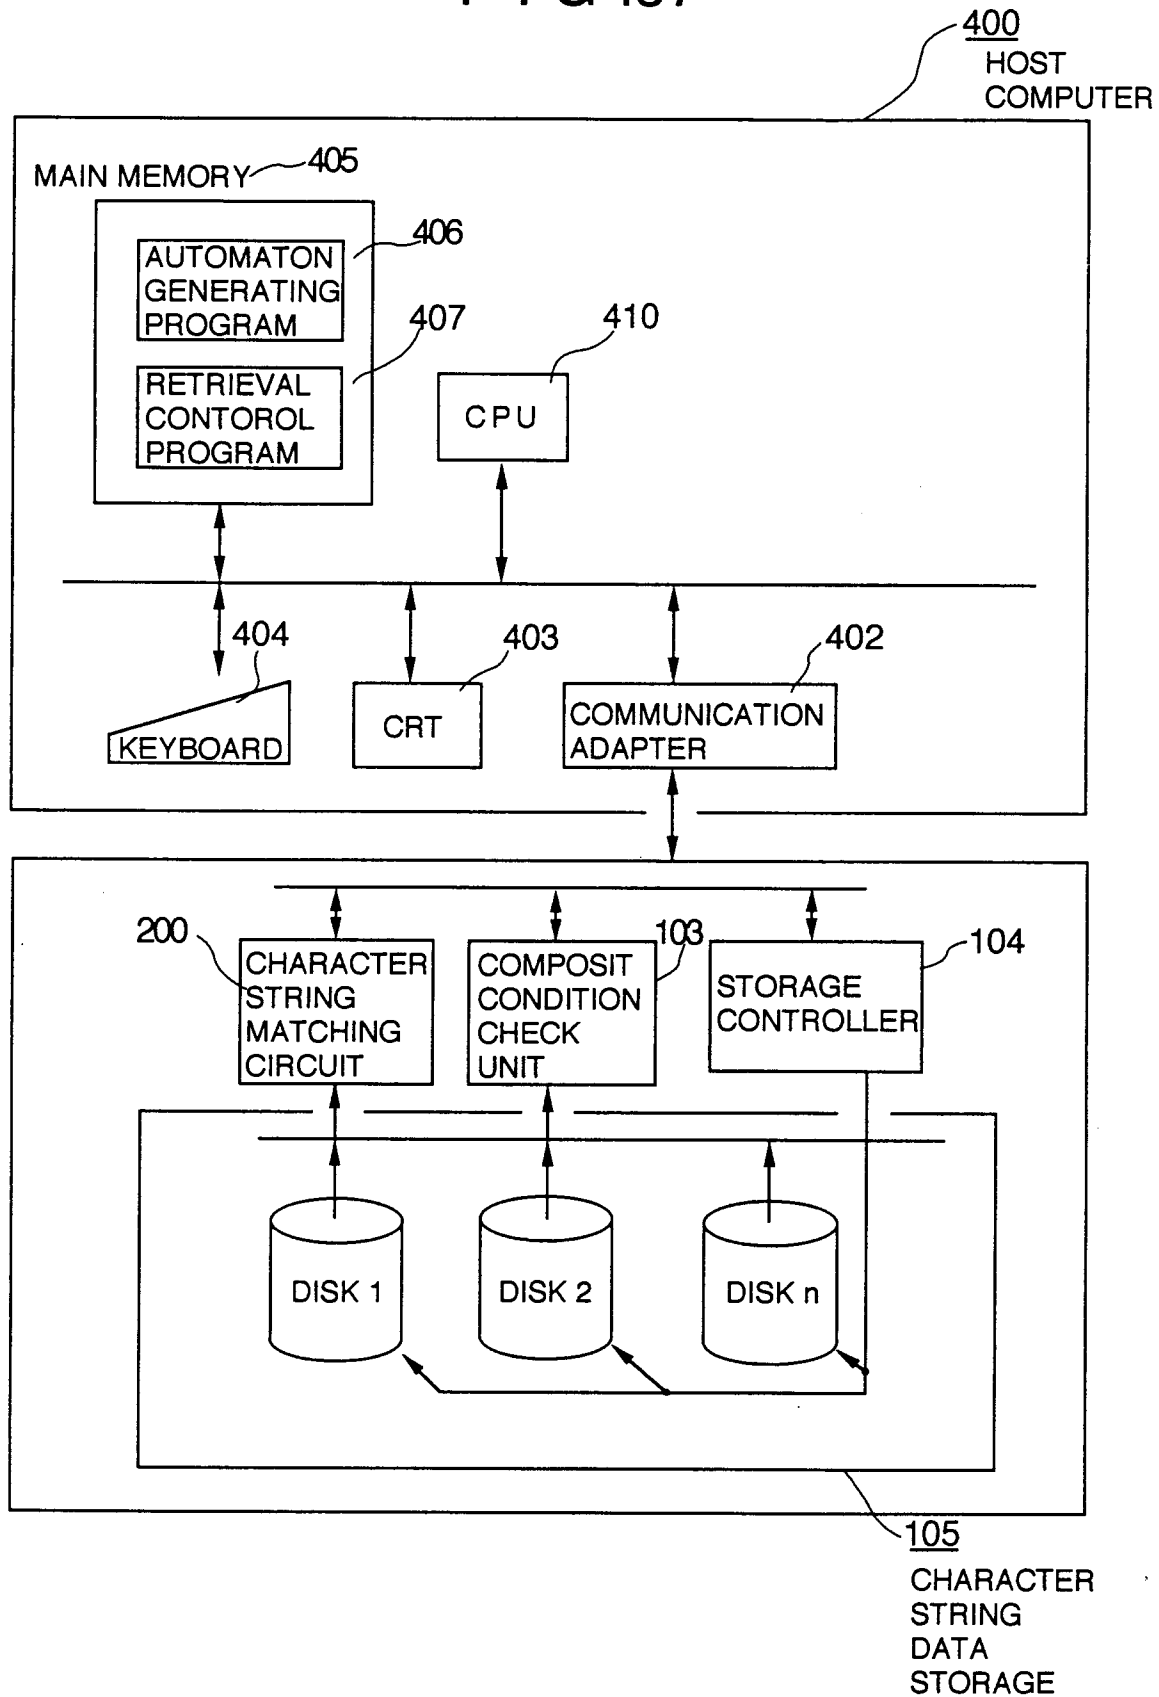 400
HOST
COMPUTER
MAIN MEMORY
405
406
AUTOMATON
GENERATING
PROGRAM
407
RETRIEVAL
CONTOROL
PROGRAM
410
CPU
404
KEYBOARD
403
CRT
402
COMMUNICATION
ADAPTER
200
CHARACTER
STRING
MATCHING
CIRCUIT
103
COMPOSIT
CONDITION
CHECK
UNIT
104
STORAGE
CONTROLLER
DISK 1
DISK 2
DISK n
105
CHARACTER
STRING
DATA
STORAGE